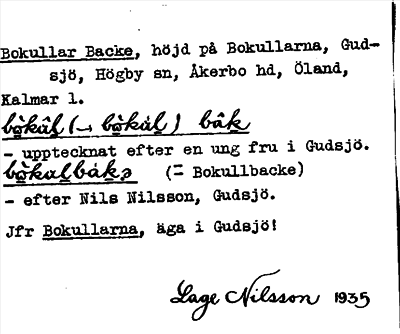 Bokullar Backe, höjd på Bokullarna, Gud-
sjö, Högby sn, Åkerbo hd, Öland,
Kalmar l.
— upptecknat efter en ung fru i Gudsjö.
(= Bokullbacke)
— efter Nils Nilsson, Gudsjö.
Jfr Bokullarna, äga i Gudsjö!
Lage Nilsson 1935